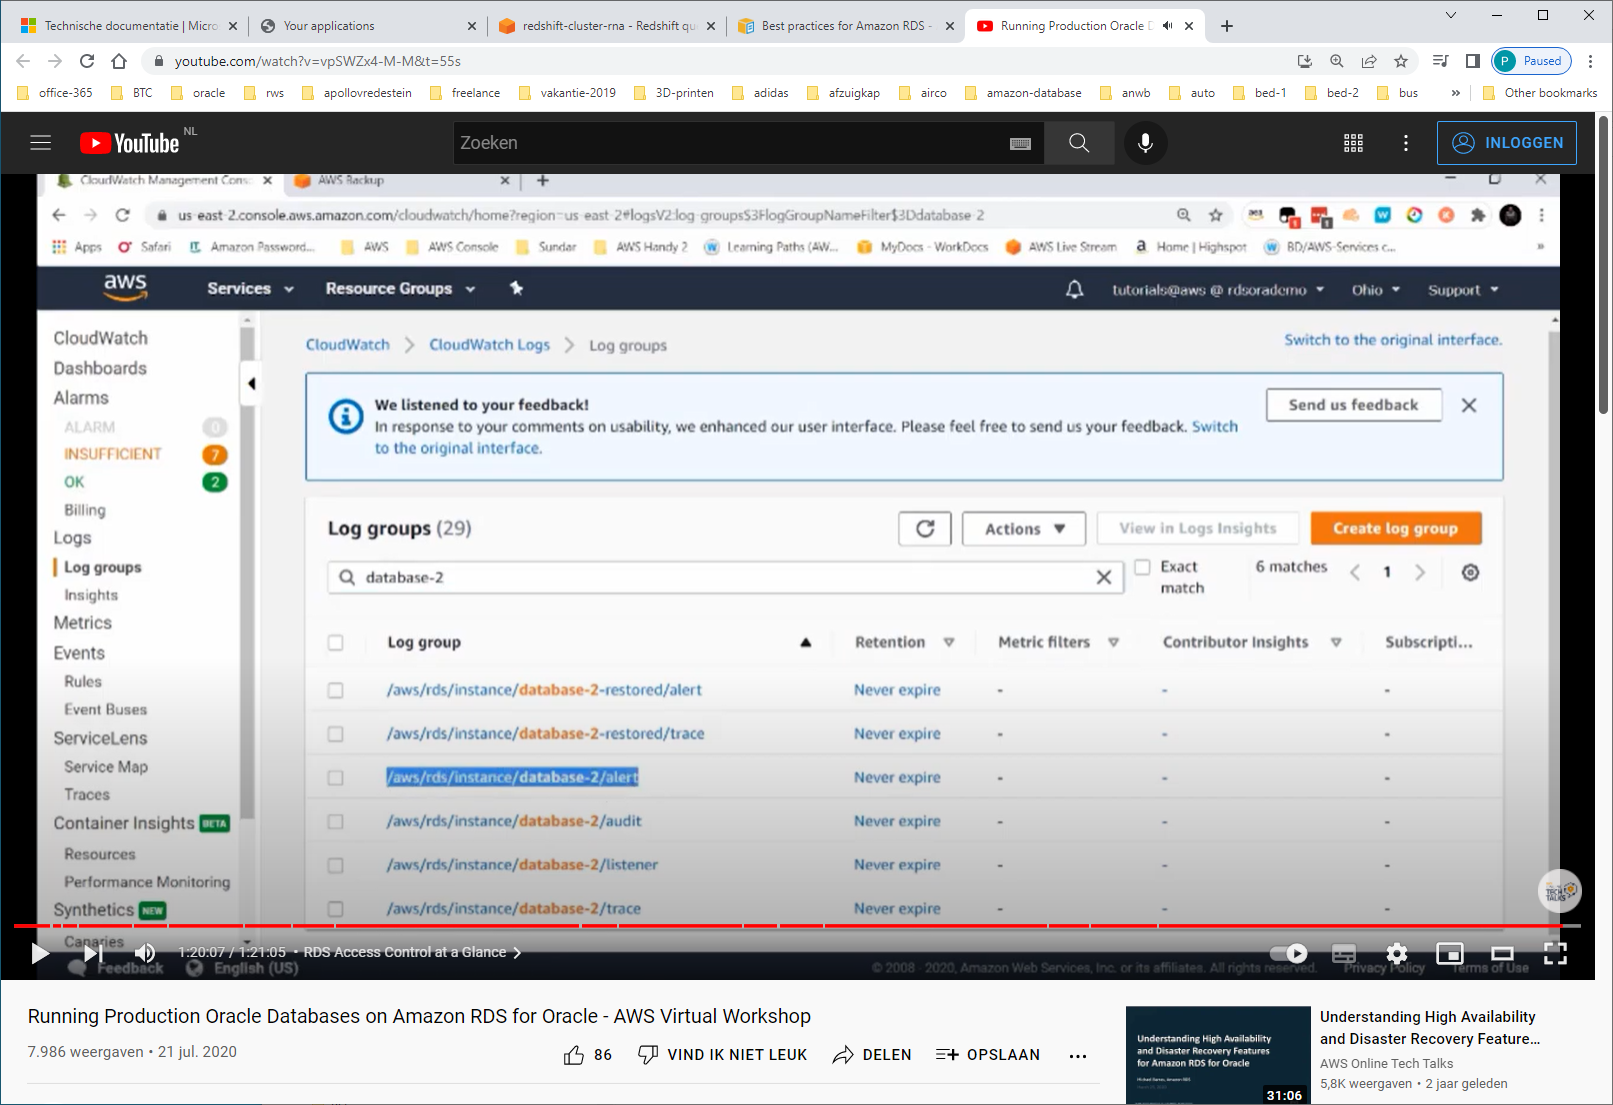 Technische documentatie | Micro
Your applications
redshift-cluster-rna - Redshift qu
Best practices for Amazon RDS -
Running Production Oracle D
youtube.com/watch?v=vpSWZx4-M-M&t=55s
P Paused
office-365 BTC oracle rws apollovredestein freelance vakantie-2019 3D-printen adidas afzuigkap airco amazon-database anwb auto bed-1 bed-2 bus » Other bookmarks
YouTube NL
Zoeken
INLOGGEN
CloudWatch Management Cons
AWS Backup
us-east-2.console.aws.amazon.com/cloudwatch/home?region=us-east-2#logsV2:log-groups$3FlogGroupNameFilter$3Ddatabase-2
Apps Safari Amazon Password... AWS AWS Console Sundar AWS Handy 2 Learning Paths (AW... MyDocs - WorkDocs AWS Live Stream Home | Highspot BD/AWS-Services c... »
aws Services Resource Groups tutorials@aws @ rdsorademo Ohio Support
CloudWatch
Dashboards
Alarms
ALARM 0
INSUFFICIENT 7
OK 2
Billing
Logs
Log groups
Insights
Metrics
Events
Rules
Event Buses
ServiceLens
Service Map
Traces
Container Insights BETA
Resources
Performance Monitoring
Synthetics NEW
Canaries
CloudWatch > CloudWatch Logs > Log groups
Switch to the original interface.
We listened to your feedback!
In response to your comments on usability, we enhanced our user interface. Please feel free to send us your feedback. Switch
to the original interface.
Send us feedback
Log groups (29)
Actions
View in Logs Insights
Create log group
database-2
Exact
match
6 matches
1
Log group Retention Metric filters Contributor Insights Subscripti...
/aws/rds/instance/database-2-restored/alert Never expire - - -
/aws/rds/instance/database-2-restored/trace Never expire - - -
/aws/rds/instance/database-2/alert Never expire - - -
/aws/rds/instance/database-2/audit Never expire - - -
/aws/rds/instance/database-2/listener Never expire - - -
/aws/rds/instance/database-2/trace Never expire - - -
TECH
TALKS
1:20:07 / 1:21:05 • RDS Access Control at a Glance
Feedback English (US)
© 2008 - 2020, Amazon Web Services, Inc. or its affiliates. All rights reserved. Privacy Policy Terms of Use
Running Production Oracle Databases on Amazon RDS for Oracle - AWS Virtual Workshop
7.986 weergaven • 21 jul. 2020
86 VIND IK NIET LEUK DELEN OPSLAAN
Understanding High Availability
and Disaster Recovery Features
for Amazon RDS for Oracle
31:06
Understanding High Availability
and Disaster Recovery Feature...
AWS Online Tech Talks
5,8K weergaven • 2 jaar geleden